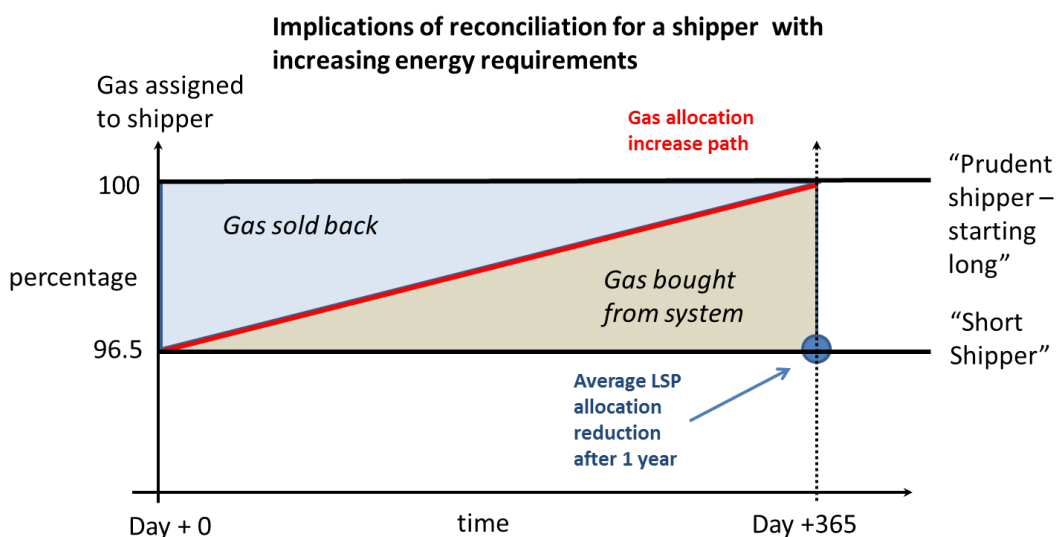 Implications of reconciliation for a shipper with
increasing energy requirements
Gas assigned
to shipper
Gas allocation
increase path
100
“Prudent
shipper –
starting
long”
Gas sold back
percentage
Gas bought
from system
96.5
“Short
Shipper”
Average LSP
allocation
reduction
after 1 year
Day + 0
time
Day +365